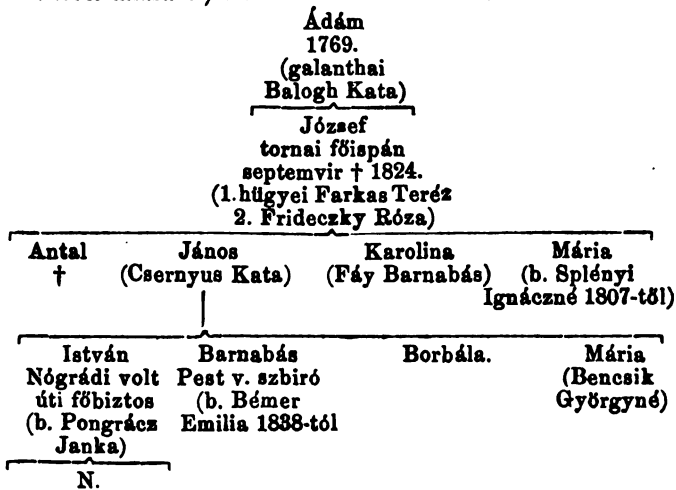 Ádám
1769.
(galanthai
Balogh Kata)
József
tornai főispán
septemvir † 1824.
(1. hügyei Farkas Teréz
2. Frideczky Róza)
Antal János Karolina Mária
† (Csernyus Kata) (Fáy Barnabás) (b. Splényi
Ignáczné 1807-től)
István Barnabás Borbála. Mária
Nógrádi volt Pest v. szbiró (Bencsik
úti főbiztos (b. Bémer Györgyné)
(b. Pongrácz Emilia 1838-tól
Janka)
N.